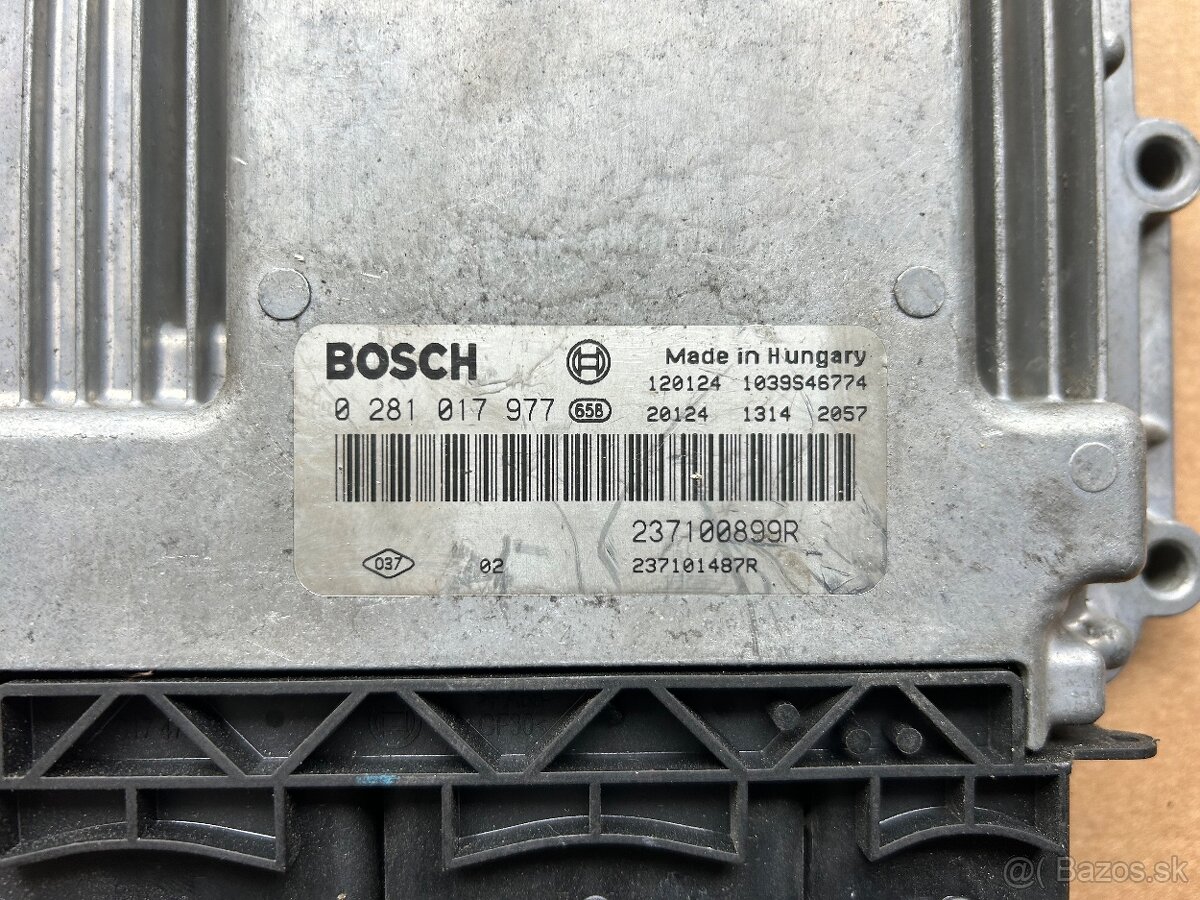 BOSCH
Made in Hungary
120124 1039S46774
0 281 017 977 658
20124 1314 2057
237100899R
037 02 237101487R
@( Bazos.sk